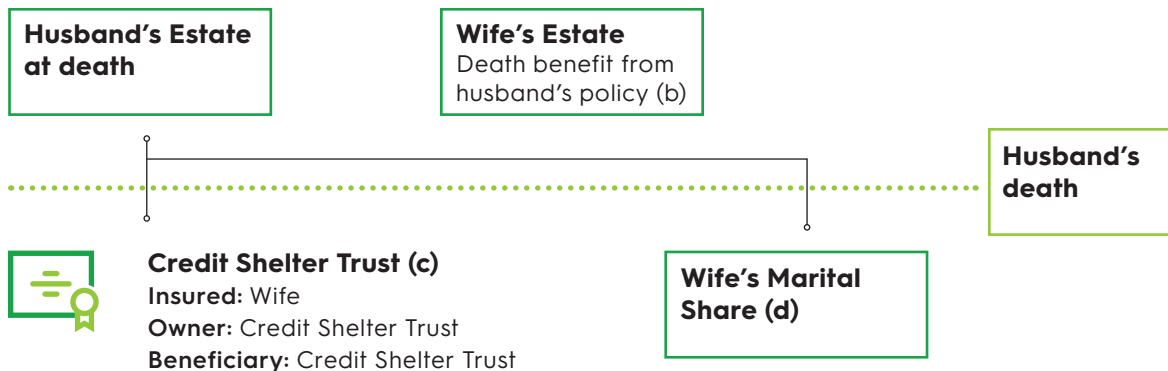 Husband’s Estate
at death
Wife’s Estate
Death benefit from
husband’s policy (b)
Husband’s
death
Credit Shelter Trust (c)
Insured: Wife
Owner: Credit Shelter Trust
Beneficiary: Credit Shelter Trust
Wife’s Marital
Share (d)